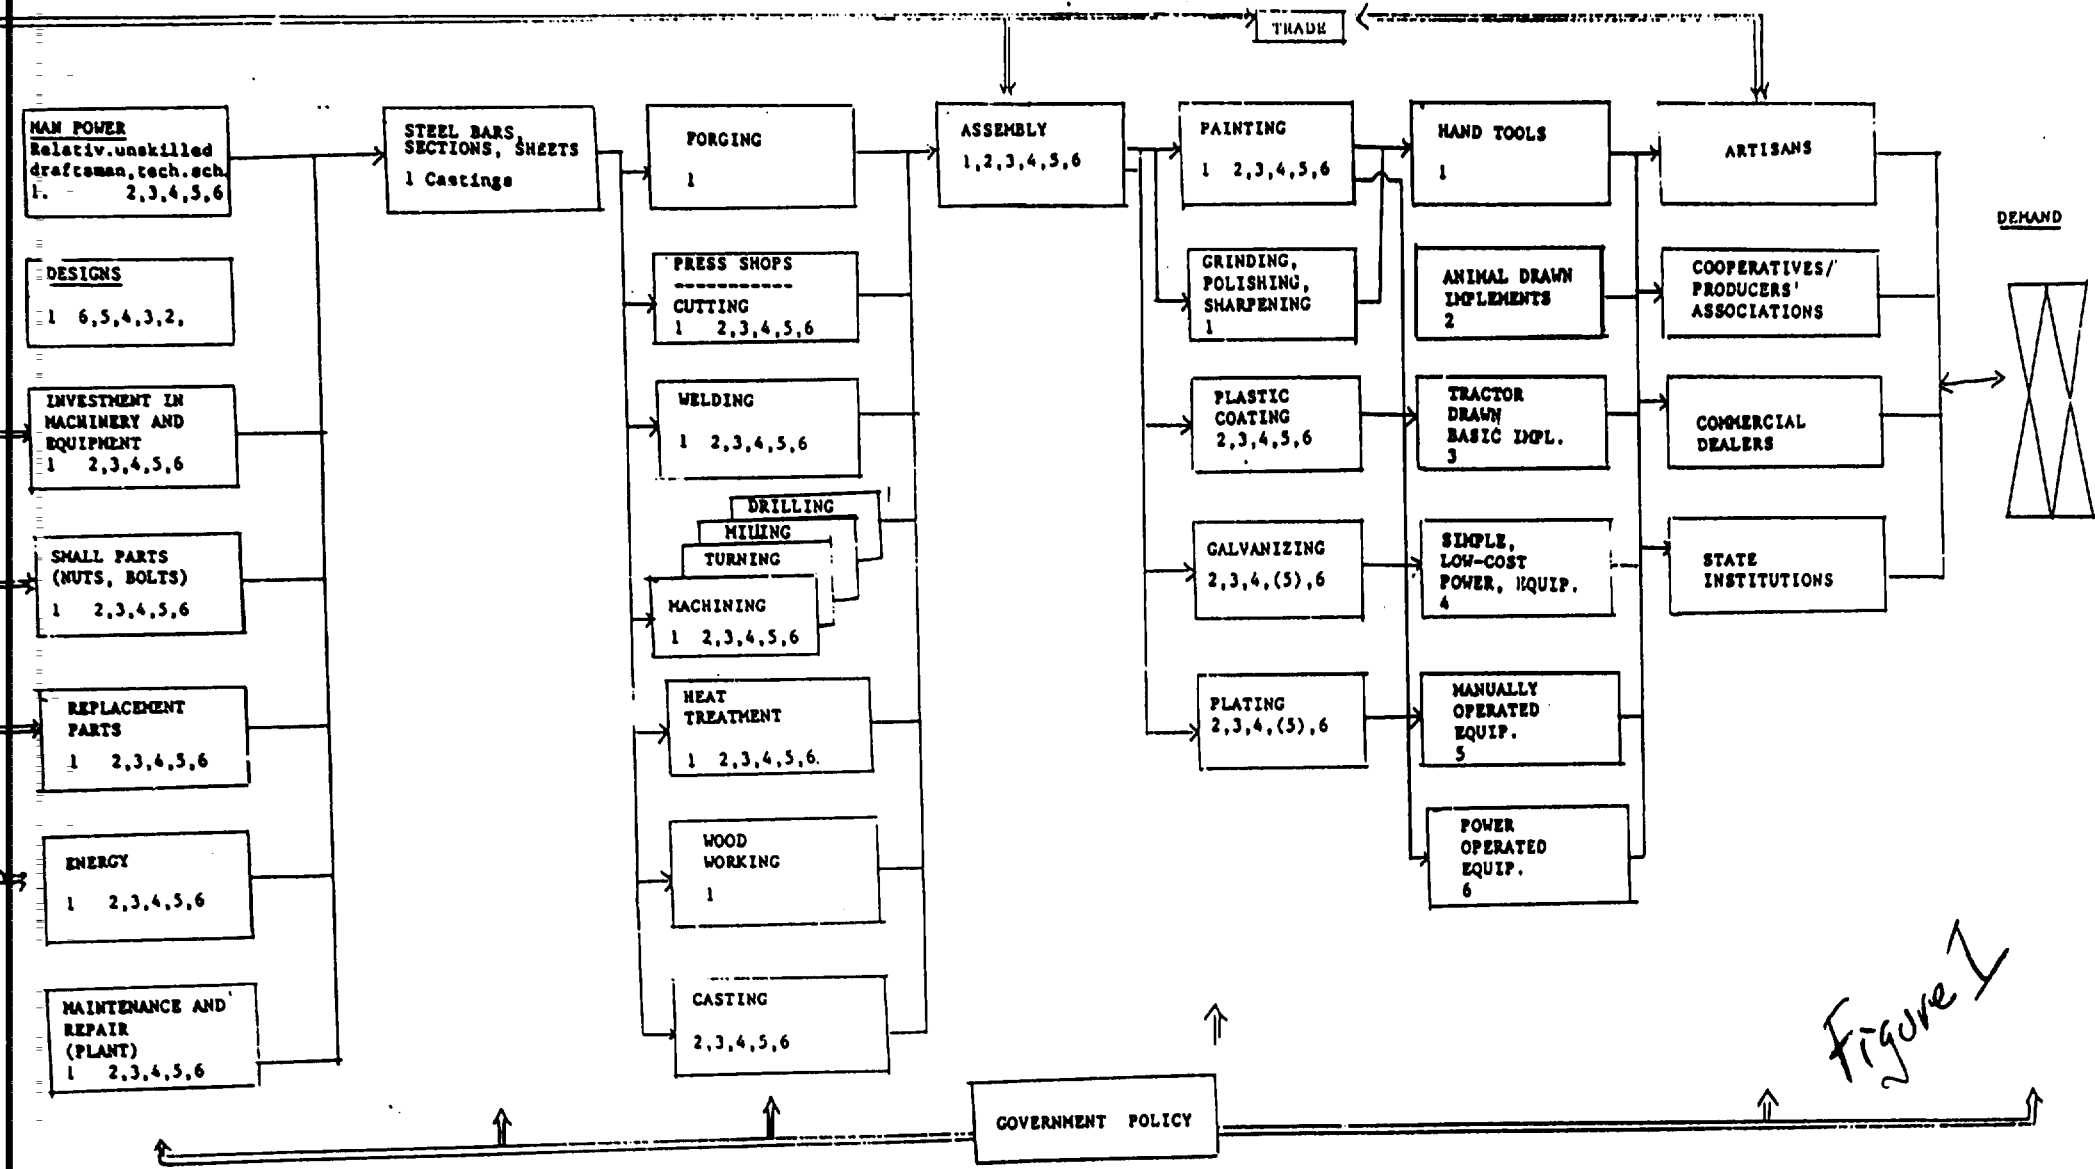 TRADE
MAN POWER
Relativ.unskilled
draftsman,tech.sch.
1. 2,3,4,5,6
DESIGNS
1 6,5,4,3,2,
INVESTMENT IN
MACHINERY AND
EQUIPMENT
1 2,3,4,5,6
SMALL PARTS
(NUTS, BOLTS)
1 2,3,4,5,6
REPLACEMENT
PARTS
1 2,3,4,5,6
ENERGY
1 2,3,4,5,6
MAINTENANCE AND
REPAIR
(PLANT)
1 2,3,4,5,6
STEEL BARS,
SECTIONS, SHEETS
1 Castings
FORGING
1
PRESS SHOPS
-----------
CUTTING
1 2,3,4,5,6
WELDING
1 2,3,4,5,6
DRILLING
MILLING
TURNING
MACHINING
1 2,3,4,5,6
HEAT
TREATMENT
1 2,3,4,5,6.
WOOD
WORKING
1
CASTING
2,3,4,5,6
ASSEMBLY
1,2,3,4,5,6
PAINTING
1 2,3,4,5,6
GRINDING,
POLISHING,
SHARPENING
1
PLASTIC
COATING
2,3,4,5,6
GALVANIZING
2,3,4,(5),6
PLATING
2,3,4,(5),6
HAND TOOLS
1
ANIMAL DRAWN
IMPLEMENTS
2
TRACTOR
DRAWN
BASIC IMPL.
3
SIMPLE,
LOW-COST
POWER, EQUIP.
4
MANUALLY
OPERATED
EQUIP.
5
POWER
OPERATED
EQUIP.
6
ARTISANS
COOPERATIVES/
PRODUCERS'
ASSOCIATIONS
COMMERCIAL
DEALERS
STATE
INSTITUTIONS
DEMAND
GOVERNMENT POLICY
Figure 1